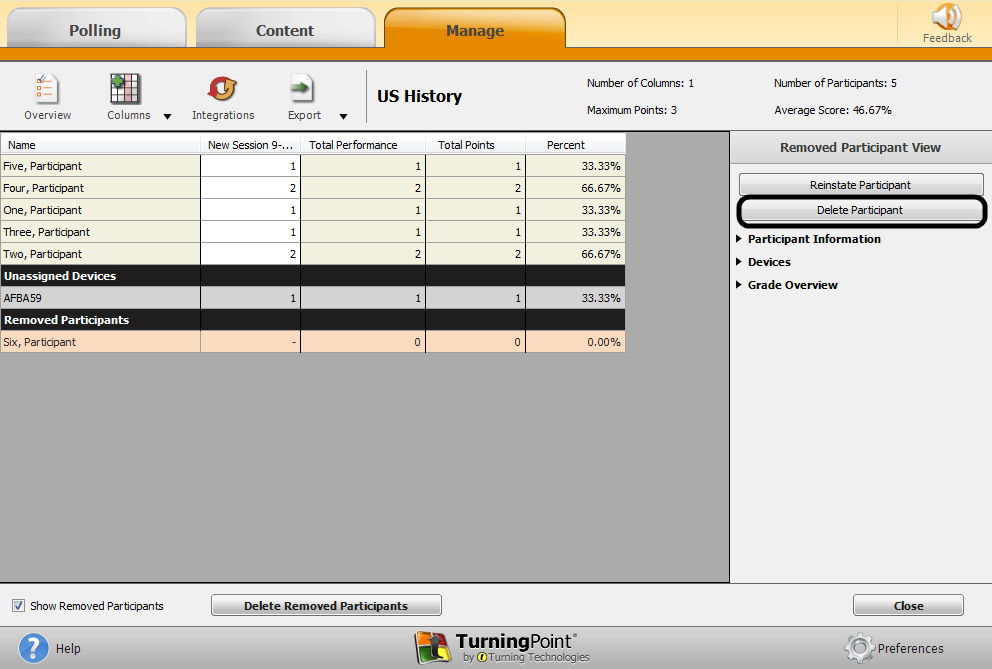 Polling Content Manage Feedback
Overview Columns Integrations Export US History Number of Columns: 1 Number of Participants: 5
Maximum Points: 3 Average Score: 46.67%
Name New Session 9-... Total Performance Total Points Percent
Five, Participant 1 1 1 33.33%
Four, Participant 2 2 2 66.67%
One, Participant 1 1 1 33.33%
Three, Participant 1 1 1 33.33%
Two, Participant 2 2 2 66.67%
Unassigned Devices
AFBA59 1 1 1 33.33%
Removed Participants
Six, Participant - 0 0 0.00%
Removed Participant View
Reinstate Participant
Delete Participant
Participant Information
Devices
Grade Overview
Show Removed Participants Delete Removed Participants Close
? Help TurningPoint® Preferences
by Turning Technologies